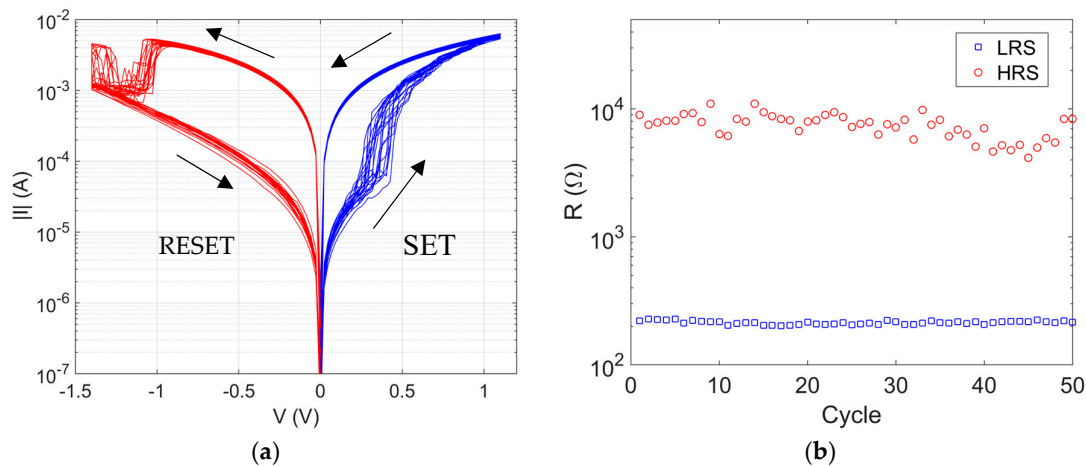 10^-2
10^-3
10^-4
10^-5
10^-6
10^-7
|I| (A)
RESET
SET
-1.5
-1
-0.5
0
0.5
1
V (V)
(a)
LRS
HRS
10^4
10^3
10^2
R (Ω)
0
10
20
30
40
50
Cycle
(b)